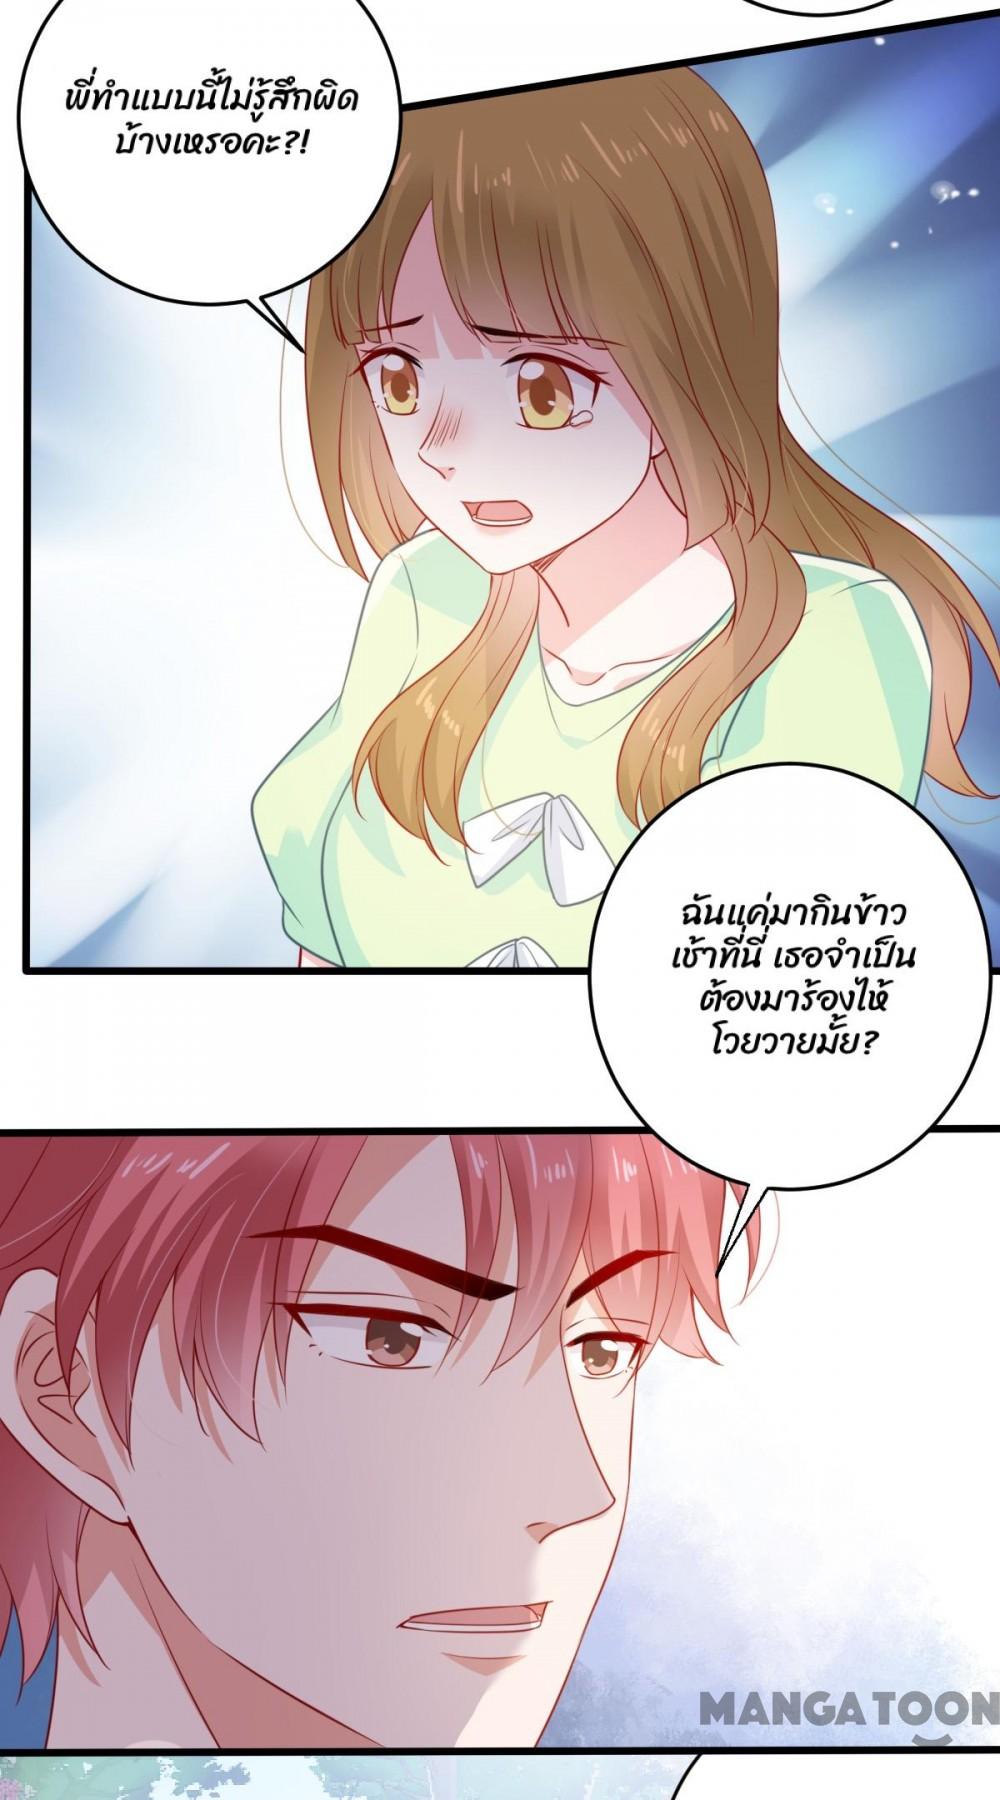 พี่ทำแบบนี้ไม่รู้สึกผิด
บ้างเหรอคะ?!
ฉันแค่มากินข้าว
เช้าที่นี่ เธอจำเป็น
ต้องมาร้องไห้
โวยวายมั้ย?
MANGATOON